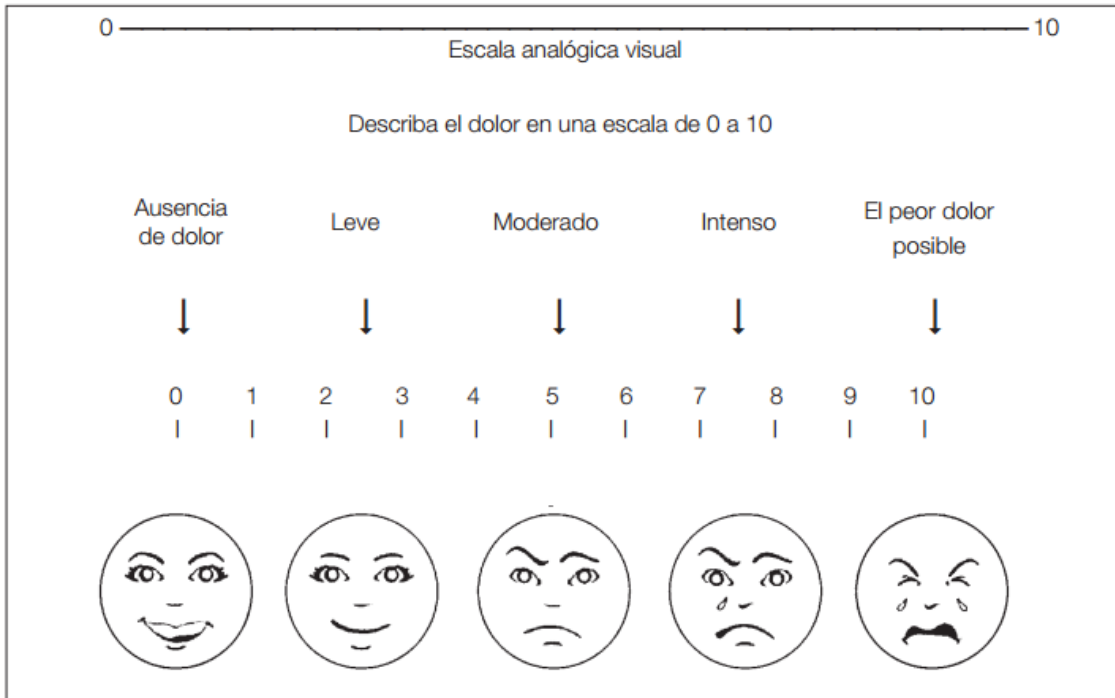 0 10
Escala analógica visual
Describa el dolor en una escala de 0 a 10
Ausencia
de dolor
Leve
Moderado
Intenso
El peor dolor
posible
0 1 2 3 4 5 6 7 8 9 10